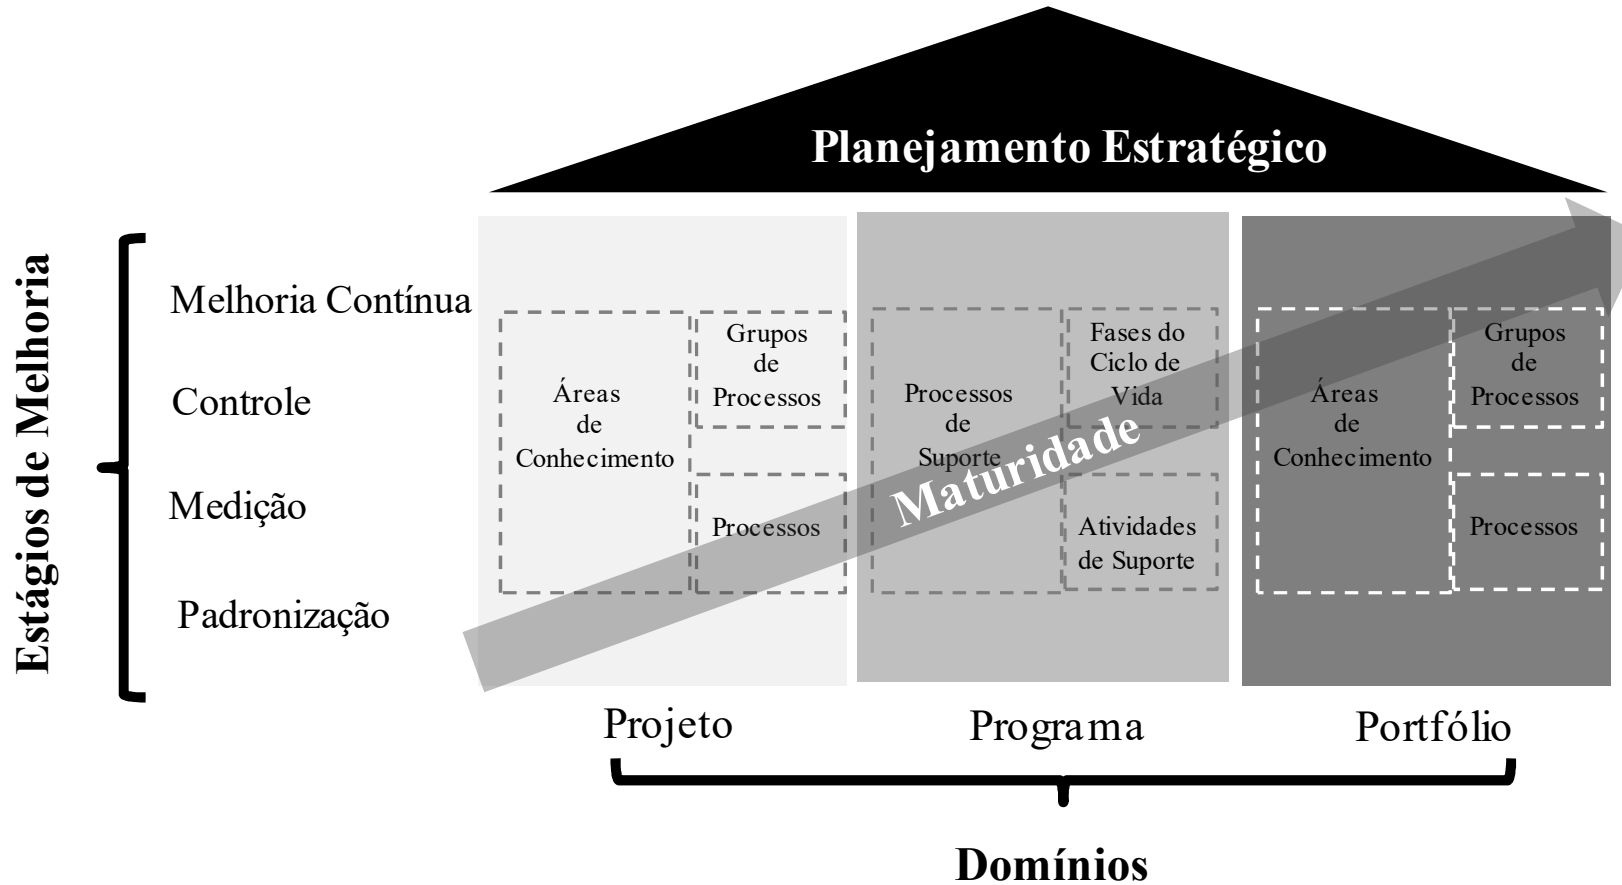 Planejamento Estratégico
Estágios de Melhoria
Melhoria Contínua
Controle
Medição
Padronização
Áreas
de
Conhecimento
Grupos
de
Processos
Processos
Processos
de
Suporte
Fases do
Ciclo de
Vida
Atividades
de Suporte
Áreas
de
Conhecimento
Grupos
de
Processos
Processos
Maturidade
Projeto
Programa
Portfólio
Domínios